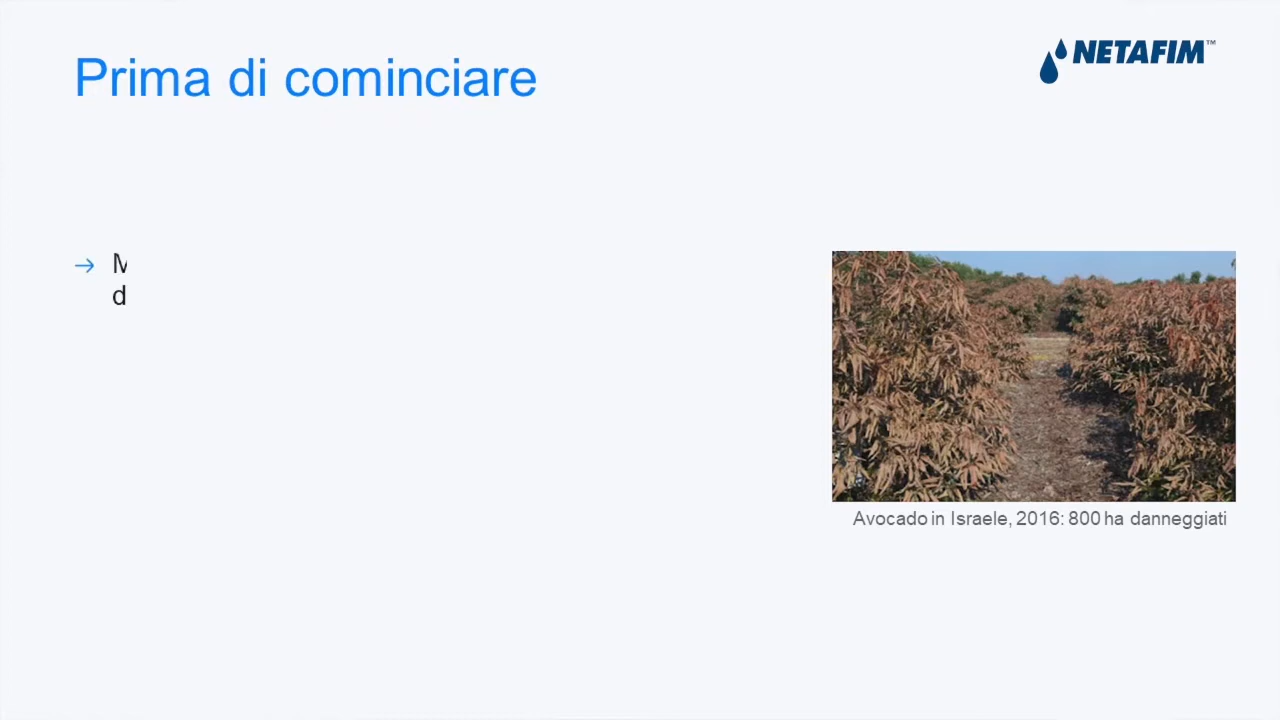 Prima di cominciare
NETAFIM™
→
Avocado in Israele, 2016: 800 ha danneggiati